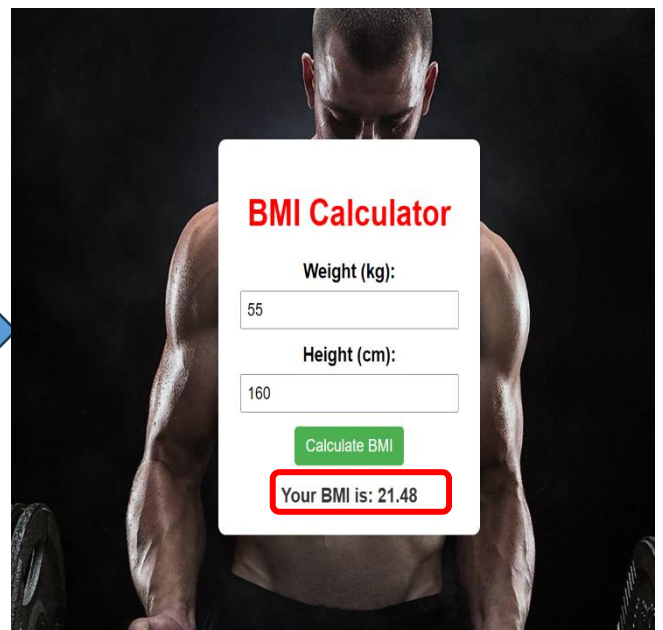 BMI Calculator
Weight (kg):
55
Height (cm):
160
Calculate BMI
Your BMI is: 21.48